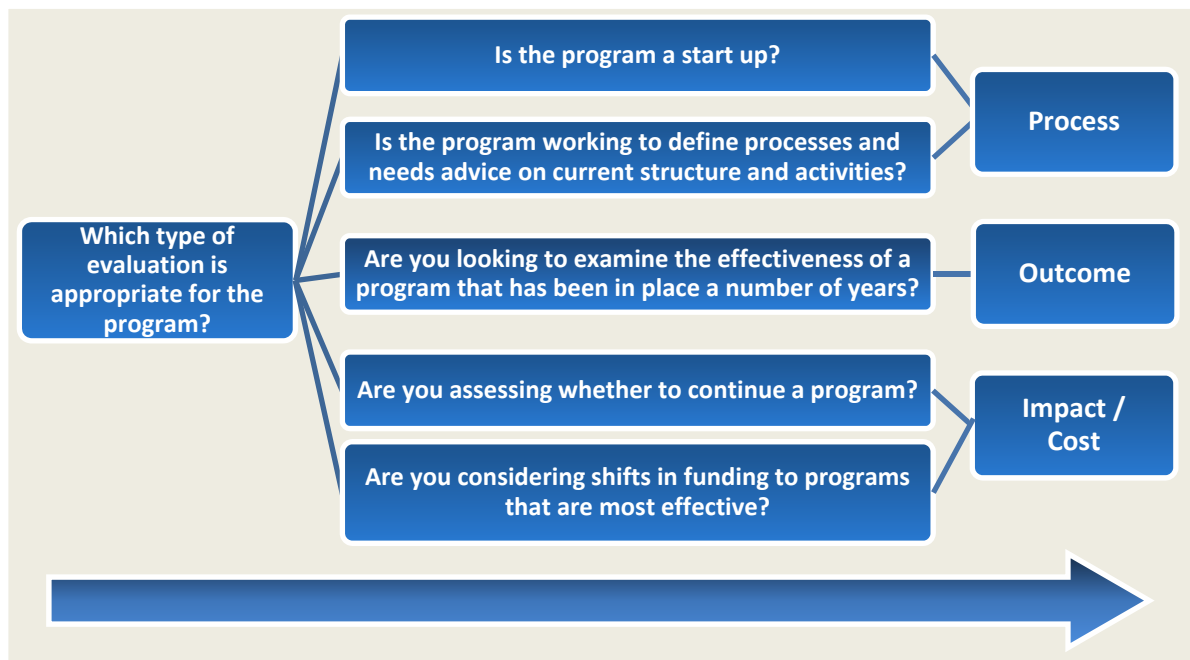 Which type of
evaluation is
appropriate for the
program?
Is the program a start up?
Is the program working to define processes and
needs advice on current structure and activities?
Are you looking to examine the effectiveness of a
program that has been in place a number of years?
Are you assessing whether to continue a program?
Are you considering shifts in funding to programs
that are most effective?
Process
Outcome
Impact /
Cost